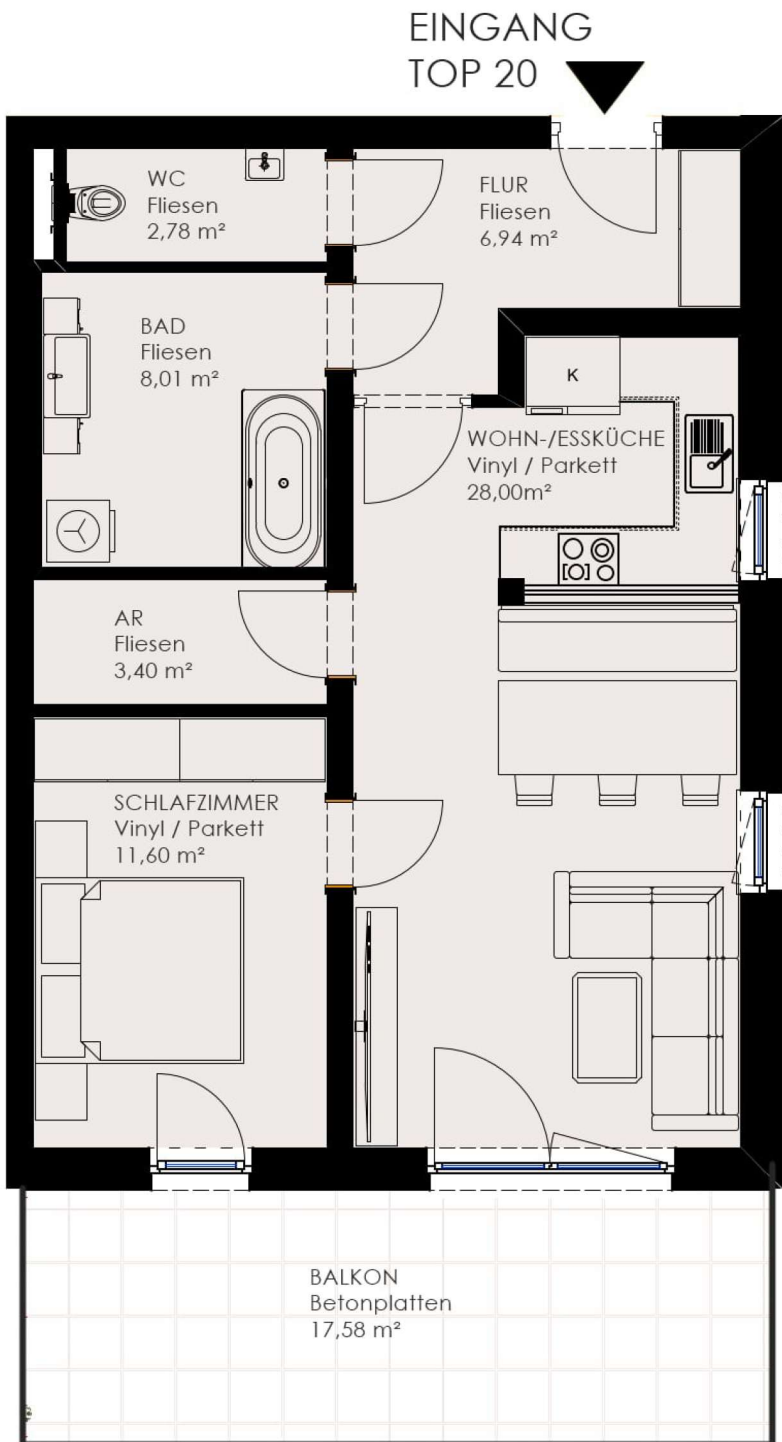 EINGANG
TOP 20
WC
Fliesen
2,78 m²
FLUR
Fliesen
6,94 m²
BAD
Fliesen
8,01 m²
K
WOHN-/ESSKÜCHE
Vinyl / Parkett
28,00m²
AR
Fliesen
3,40 m²
SCHLAFZIMMER
Vinyl / Parkett
11,60 m²
BALKON
Betonplatten
17,58 m²